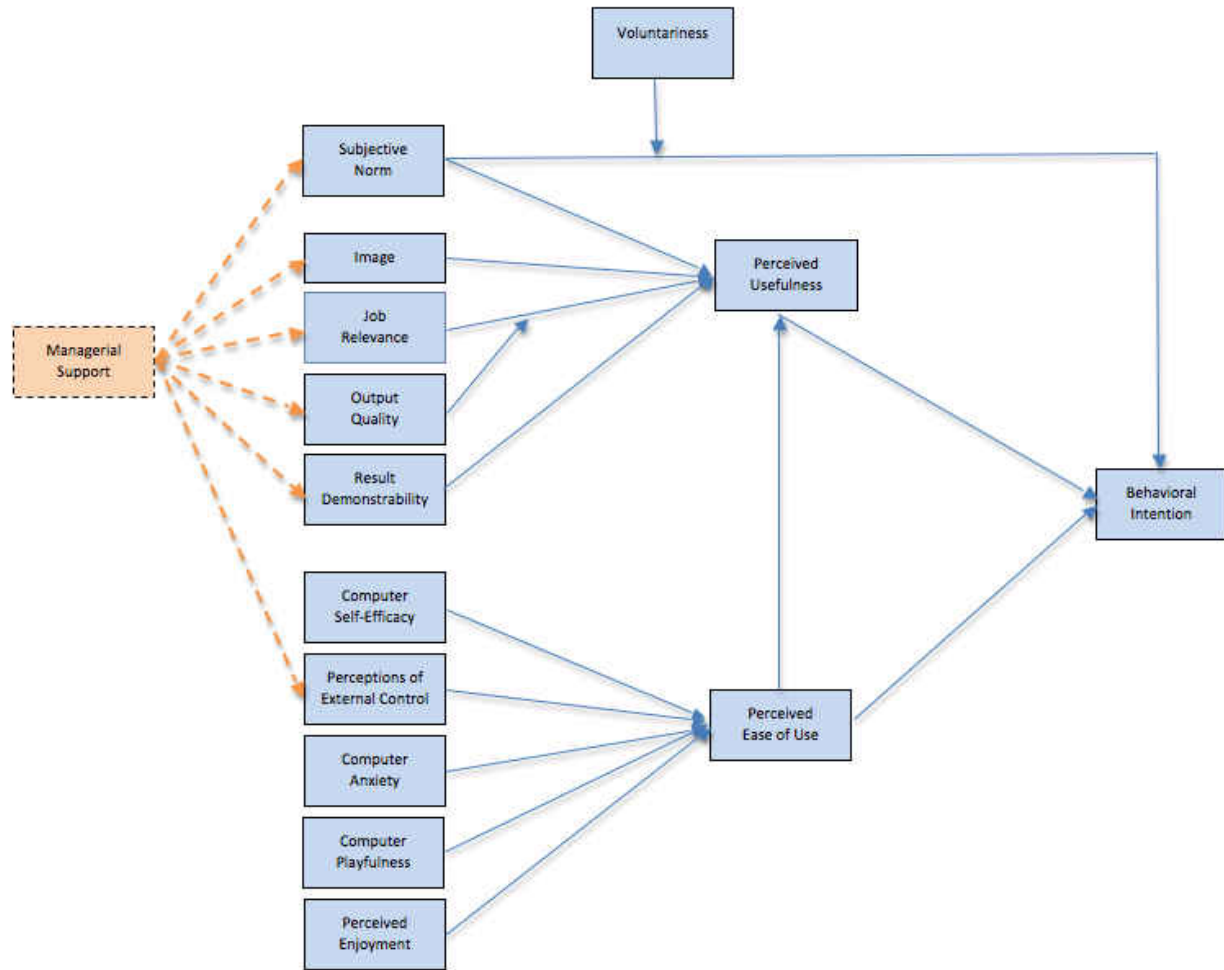 Voluntariness
Subjective
Norm
Image
Perceived
Usefulness
Job
Relevance
Managerial
Support
Output
Quality
Result
Demonstrability
Behavioral
Intention
Computer
Self-Efficacy
Perceptions of
External Control
Perceived
Ease of Use
Computer
Anxiety
Computer
Playfulness
Perceived
Enjoyment